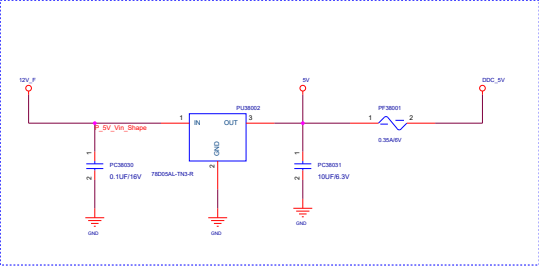 12V_F
5V
DDC_5V
PU38002
PF38001
1
IN
OUT
3
1
2
P_5V_Vin_Shape
0.35A/6V
GND
1
PC38030
2
0.1UF/16V
78D05AL-TN3-R
2
1
PC38031
2
10UF/6.3V
GND
GND
GND